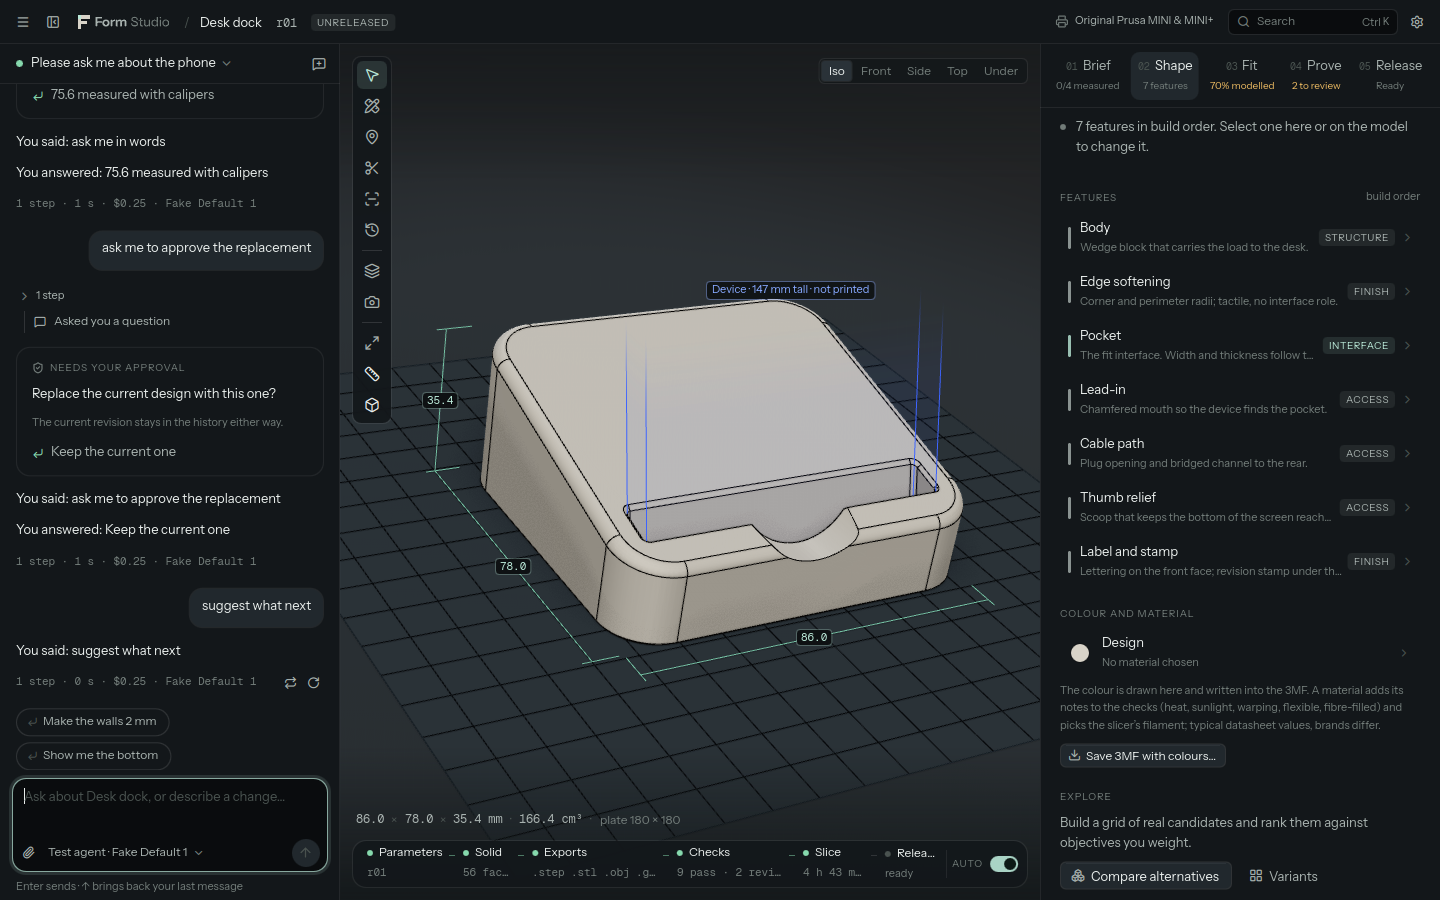 Form Studio / Desk dock r01 UNRELEASED
Original Prusa MINI & MINI+
Search Ctrl K
Please ask me about the phone
75.6 measured with calipers
You said: ask me in words
You answered: 75.6 measured with calipers
1 step · 1 s · $0.25 · Fake Default 1
ask me to approve the replacement
1 step
Asked you a question
NEEDS YOUR APPROVAL
Replace the current design with this one?
The current revision stays in the history either way.
Keep the current one
You said: ask me to approve the replacement
You answered: Keep the current one
1 step · 1 s · $0.25 · Fake Default 1
suggest what next
You said: suggest what next
1 step · 0 s · $0.25 · Fake Default 1
Make the walls 2 mm
Show me the bottom
Ask about Desk dock, or describe a change...
Test agent · Fake Default 1
Enter sends · ↑ brings back your last message
Iso Front Side Top Under
Device · 147 mm tall · not printed
35.4
78.0
86.0
86.0 × 78.0 × 35.4 mm · 166.4 cm³ · plate 180 × 180
Parameters Solid Exports Checks Slice Relea...
r01 56 fac... .step .stl .obj .g... 9 pass · 2 revi... 4 h 43 m... ready
AUTO
01 Brief 02 Shape 03 Fit 04 Prove 05 Release
0/4 measured 7 features 70% modelled 2 to review Ready
7 features in build order. Select one here or on the model
to change it.
FEATURES build order
Body
Wedge block that carries the load to the desk.
STRUCTURE
Edge softening
Corner and perimeter radii; tactile, no interface role.
FINISH
Pocket
The fit interface. Width and thickness follow t...
INTERFACE
Lead-in
Chamfered mouth so the device finds the pocket.
ACCESS
Cable path
Plug opening and bridged channel to the rear.
ACCESS
Thumb relief
Scoop that keeps the bottom of the screen reach...
ACCESS
Label and stamp
Lettering on the front face; revision stamp under th...
FINISH
COLOUR AND MATERIAL
Design
No material chosen
The colour is drawn here and written into the 3MF. A material adds its
notes to the checks (heat, sunlight, warping, flexible, fibre-filled) and
picks the slicer's filament; typical datasheet values, brands differ.
Save 3MF with colours...
EXPLORE
Build a grid of real candidates and rank them against
objectives you weight.
Compare alternatives
Variants